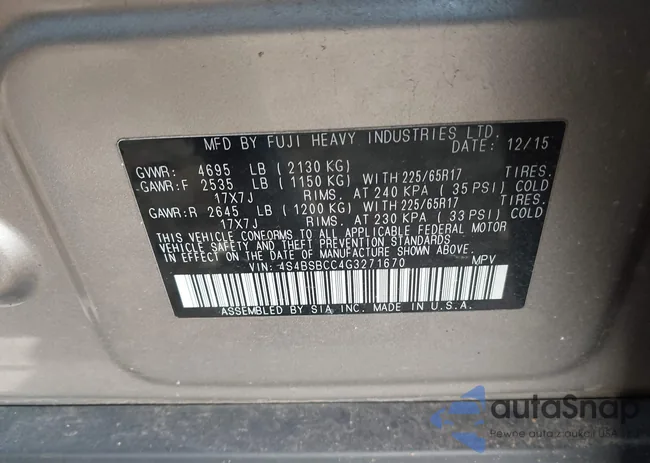 MFD BY FUJI HEAVY INDUSTRIES LTD.
DATE: 12/15
GVWR: 4695 LB (2130 KG)
GAWR:F 2535 LB (1150 KG) WITH 225/65R17 TIRES.
17X7J RIMS. AT 240 KPA (35 PSI) COLD
GAWR:R 2645 LB (1200 KG) WITH 225/65R17 TIRES.
17X7J RIMS. AT 230 KPA (33 PSI) COLD
THIS VEHICLE CONFORMS TO ALL APPLICABLE FEDERAL MOTOR
VEHICLE SAFETY AND THEFT PREVENTION STANDARDS IN EFFECT
ON THE DATE OF MANUFACTURE SHOWN ABOVE.
VIN: 4S4BSBCC4G3271670 MPV
ASSEMBLED BY SIA INC. MADE IN U.S.A.
autaSnap
Pewne auta z aukcji USA